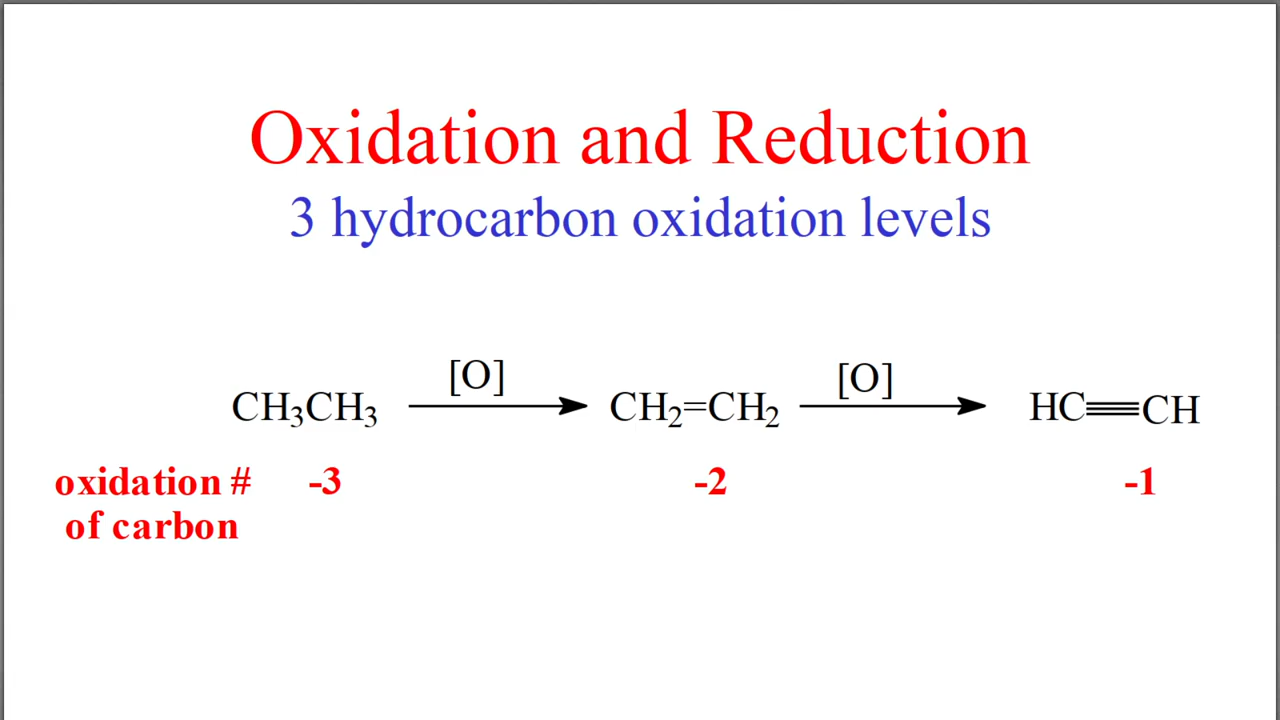 Oxidation and Reduction
3 hydrocarbon oxidation levels
[O] [O]
CH₃CH₃ CH₂=CH₂ HC≡CH
oxidation # -3 -2 -1
of carbon